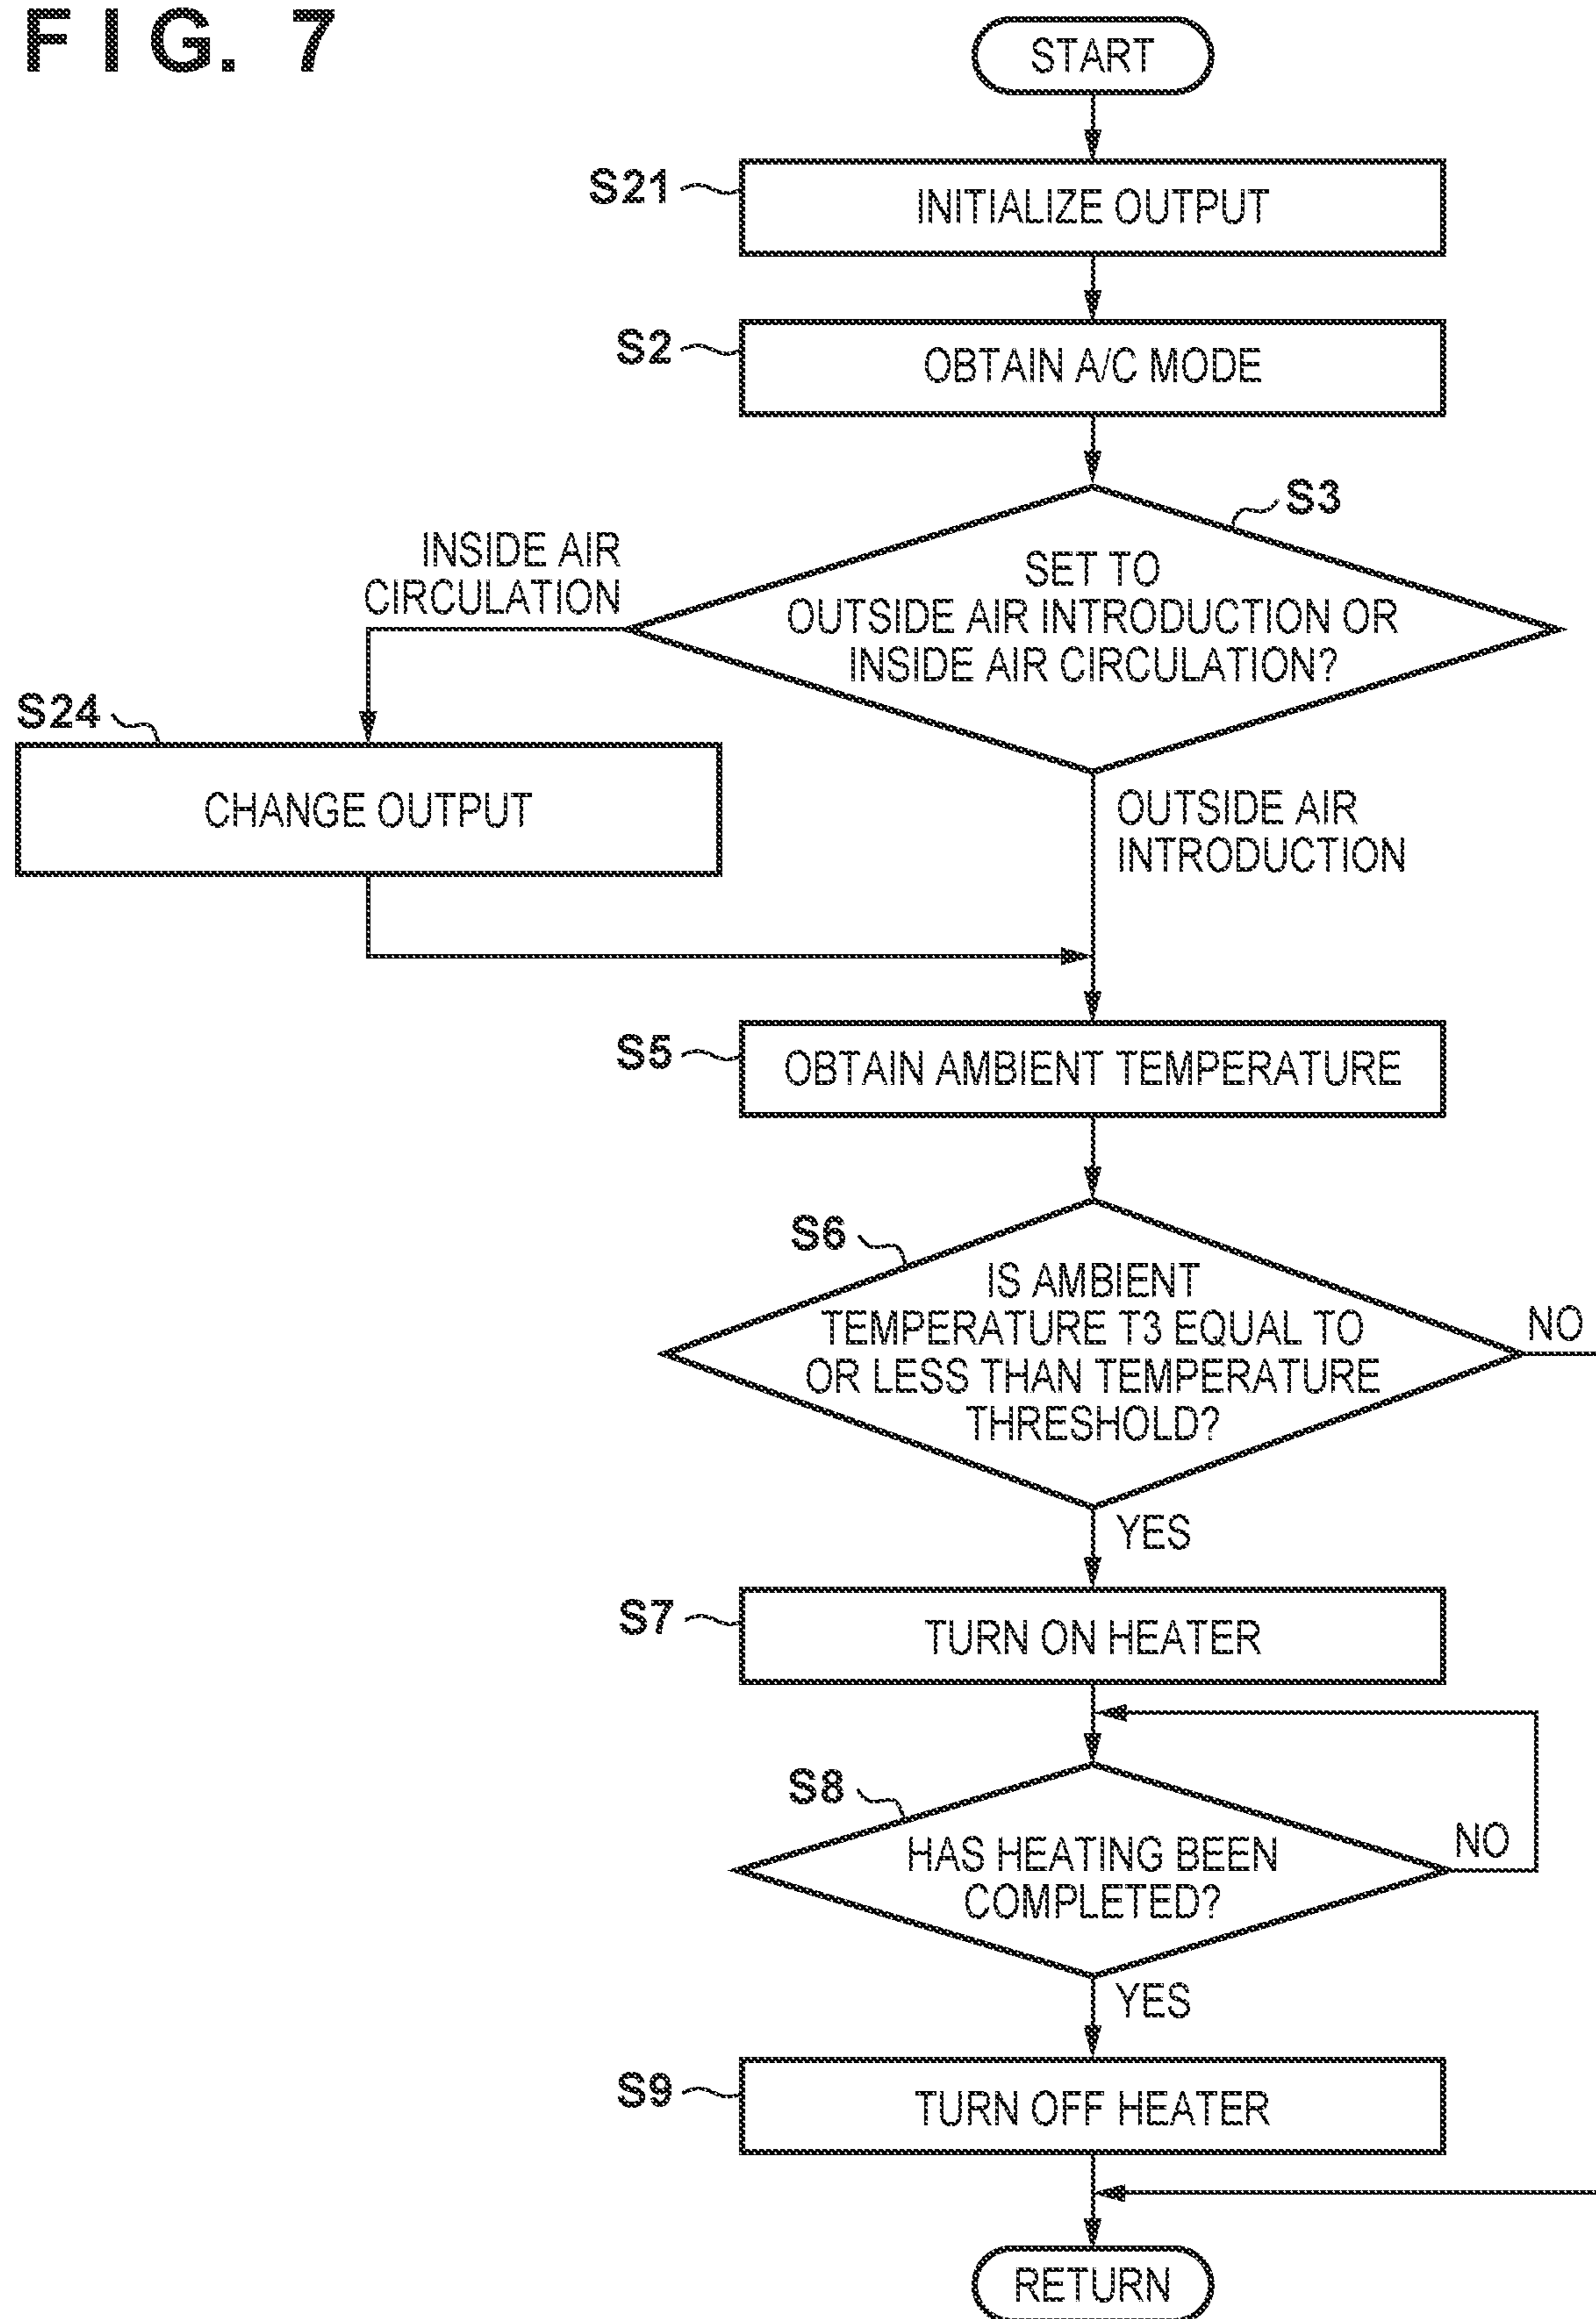 FIG. 7
START
S21
INITIALIZE OUTPUT
S2
OBTAIN A/C MODE
S3
INSIDE AIR
CIRCULATION
SET TO
OUTSIDE AIR INTRODUCTION OR
INSIDE AIR CIRCULATION?
S24
CHANGE OUTPUT
OUTSIDE AIR
INTRODUCTION
S5
OBTAIN AMBIENT TEMPERATURE
S6
IS AMBIENT
TEMPERATURE T3 EQUAL TO
OR LESS THAN TEMPERATURE
THRESHOLD?
NO
YES
S7
TURN ON HEATER
S8
HAS HEATING BEEN
COMPLETED?
NO
YES
S9
TURN OFF HEATER
RETURN